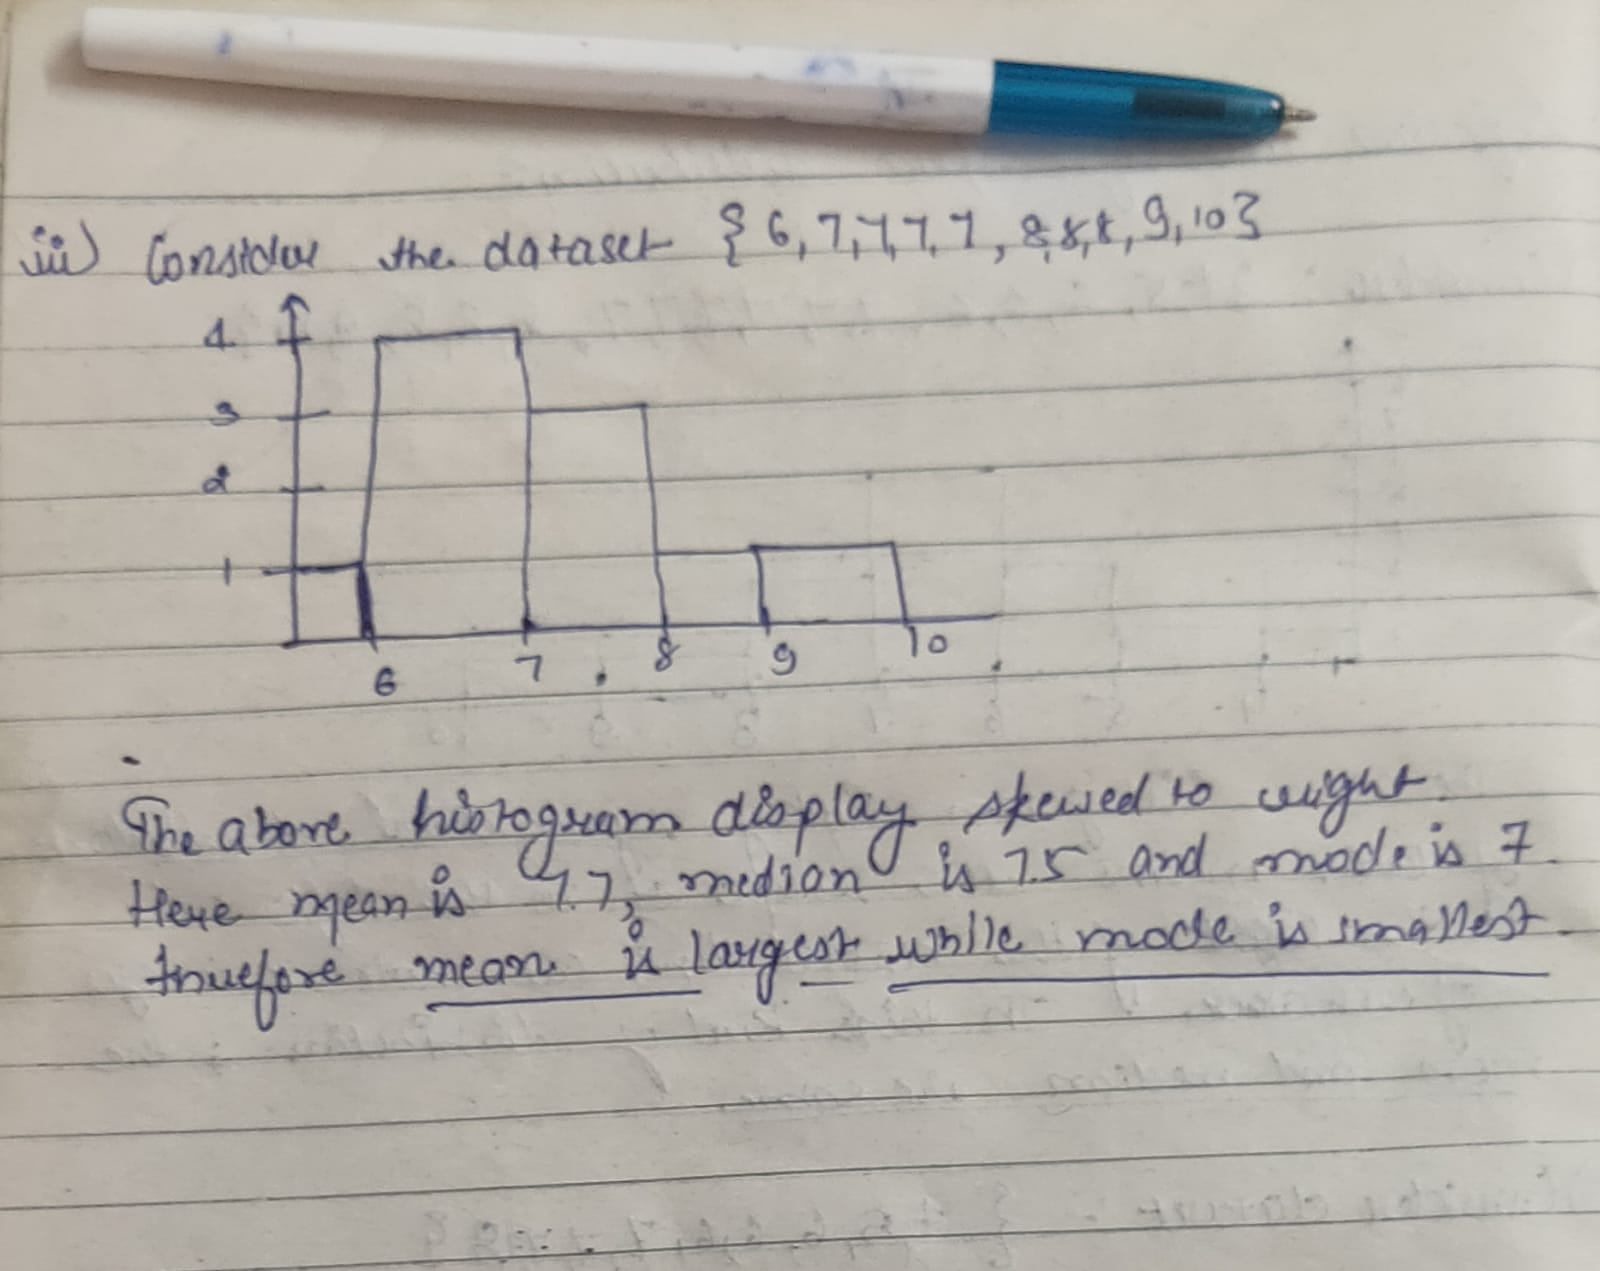 iii) Consider the dataset {6, 7, 7, 7, 7, 8, 8, 8, 9, 10}
4
3
2
1
6 7 8 9 10
The above histogram display skewed to right.
Here mean is 7.7, median is 7.5 and mode is 7.
therefore mean is largest while mode is smallest.